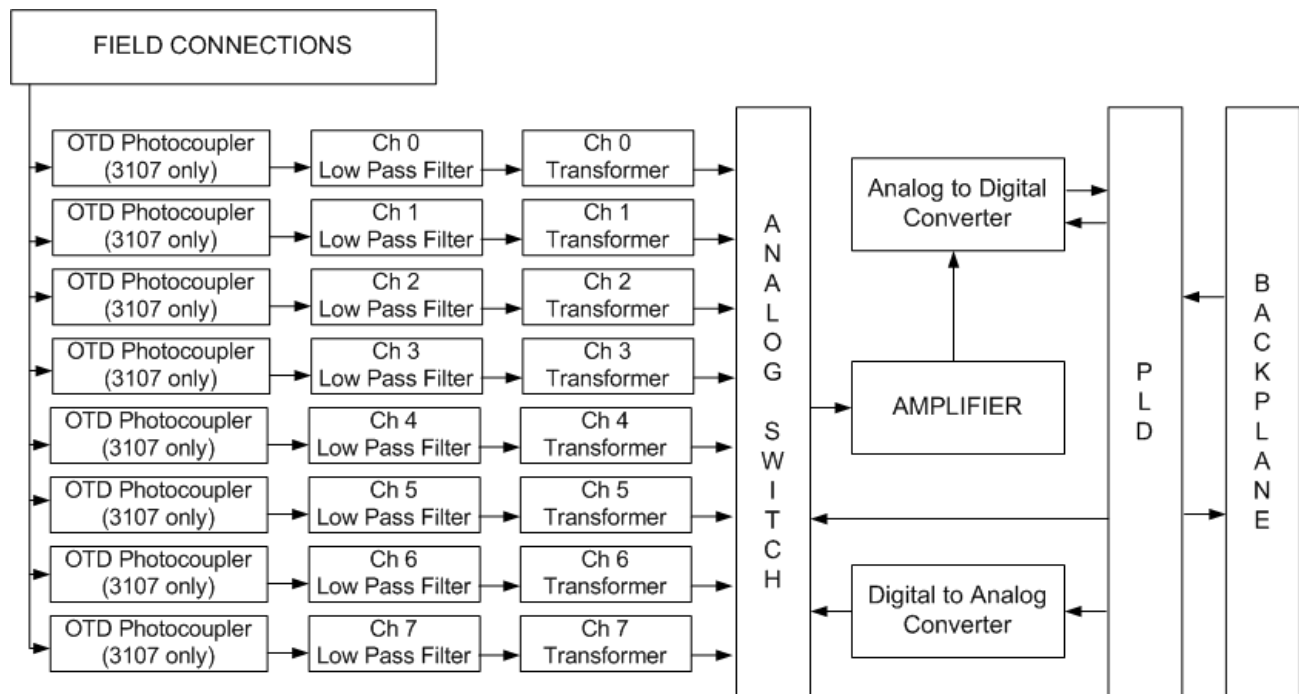 FIELD CONNECTIONS
OTD Photocoupler
(3107 only)
Ch 0
Low Pass Filter
Ch 0
Transformer
OTD Photocoupler
(3107 only)
Ch 1
Low Pass Filter
Ch 1
Transformer
OTD Photocoupler
(3107 only)
Ch 2
Low Pass Filter
Ch 2
Transformer
OTD Photocoupler
(3107 only)
Ch 3
Low Pass Filter
Ch 3
Transformer
OTD Photocoupler
(3107 only)
Ch 4
Low Pass Filter
Ch 4
Transformer
OTD Photocoupler
(3107 only)
Ch 5
Low Pass Filter
Ch 5
Transformer
OTD Photocoupler
(3107 only)
Ch 6
Low Pass Filter
Ch 6
Transformer
OTD Photocoupler
(3107 only)
Ch 7
Low Pass Filter
Ch 7
Transformer
ANALOG SWITCH
Analog to Digital
Converter
AMPLIFIER
Digital to Analog
Converter
PLD
BACKPLANE